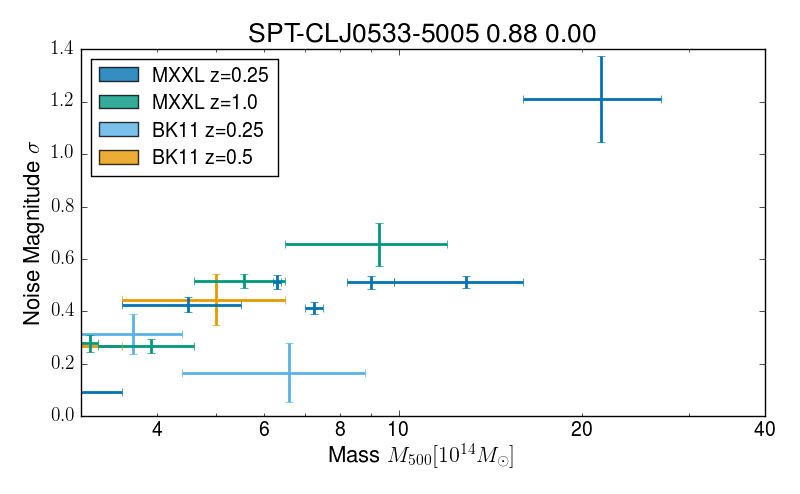 SPT-CLJ0533-5005 0.88 0.00
1.4
1.2
1.0
0.8
0.6
0.4
0.2
0.0
MXXL z=0.25
MXXL z=1.0
BK11 z=0.25
BK11 z=0.5
Noise Magnitude σ
4 6 8 10 20 40
Mass M₅₀₀[10¹⁴M☉]